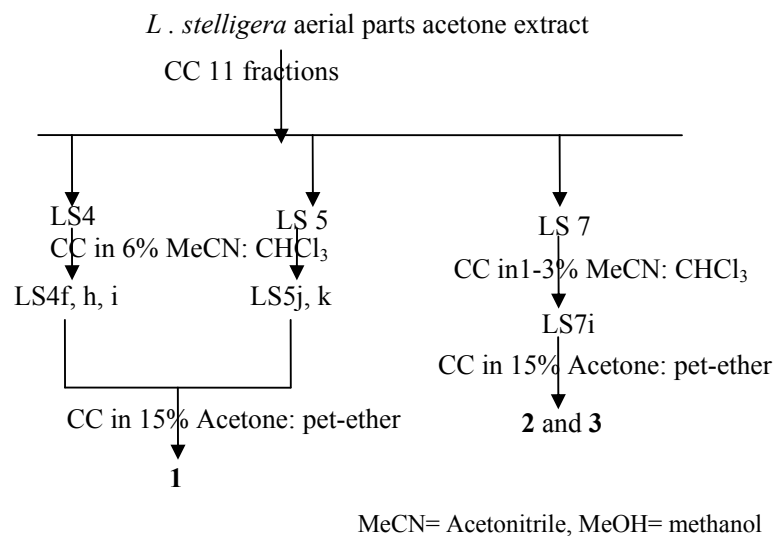 L . stelligera aerial parts acetone extract
CC 11 fractions
LS4
LS 5
LS 7
CC in 6% MeCN: CHCl3
CC in1-3% MeCN: CHCl3
LS4f, h, i
LS5j, k
LS7i
CC in 15% Acetone: pet-ether
CC in 15% Acetone: pet-ether
2 and 3
1
MeCN= Acetonitrile, MeOH= methanol